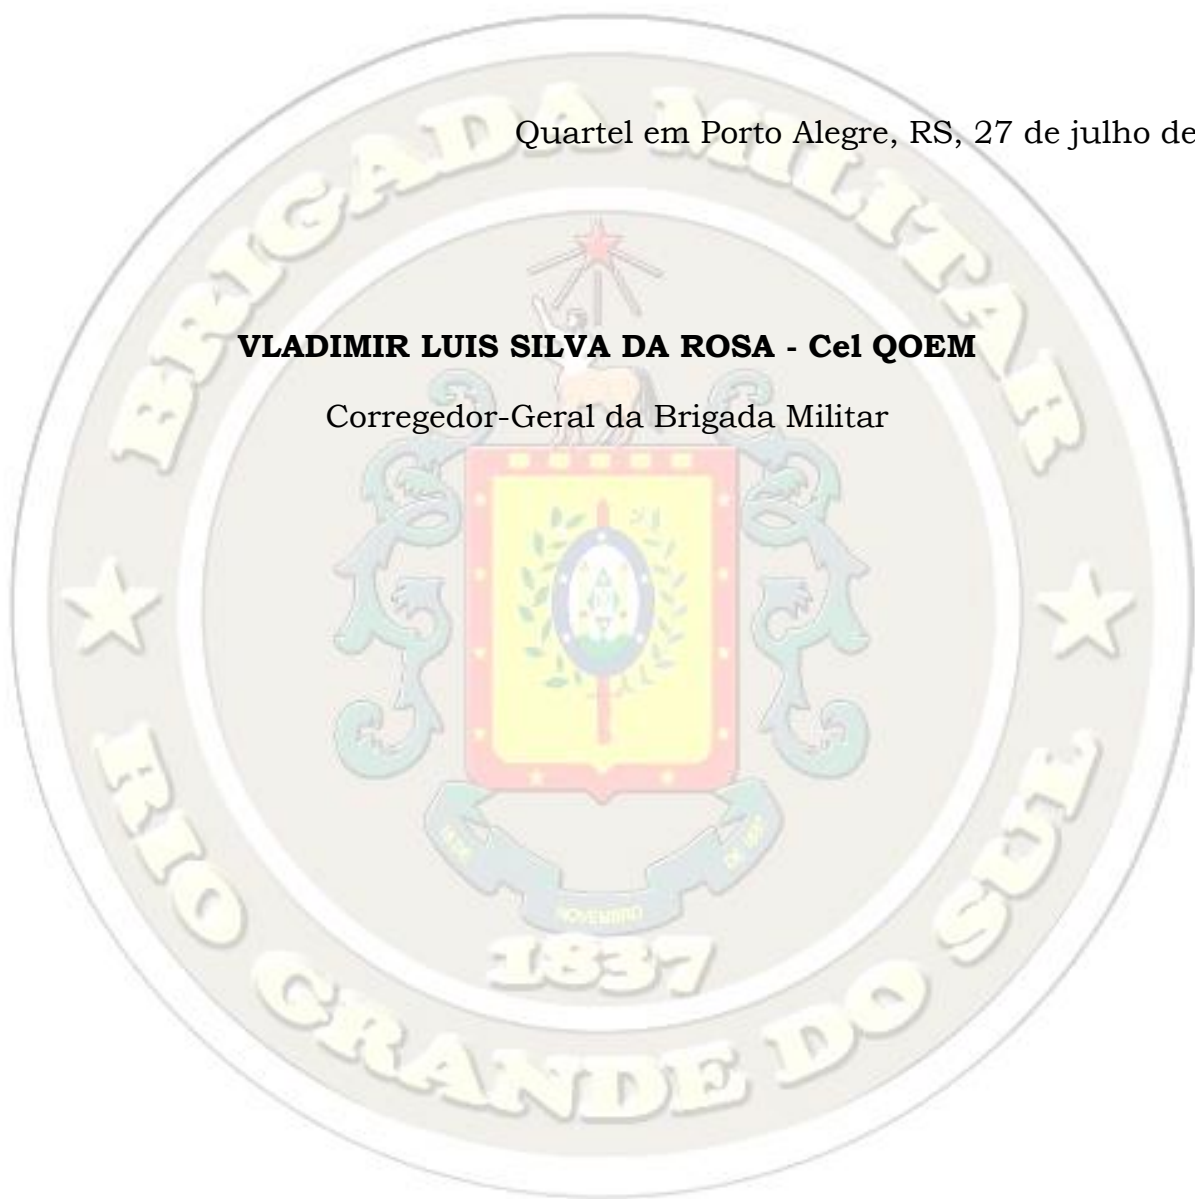 BRIGADA MILITAR
Quartel em Porto Alegre, RS, 27 de julho de
VLADIMIR LUIS SILVA DA ROSA - Cel QOEM
Corregedor-Geral da Brigada Militar
NOVEMBRO
1837
RIO GRANDE DO SUL